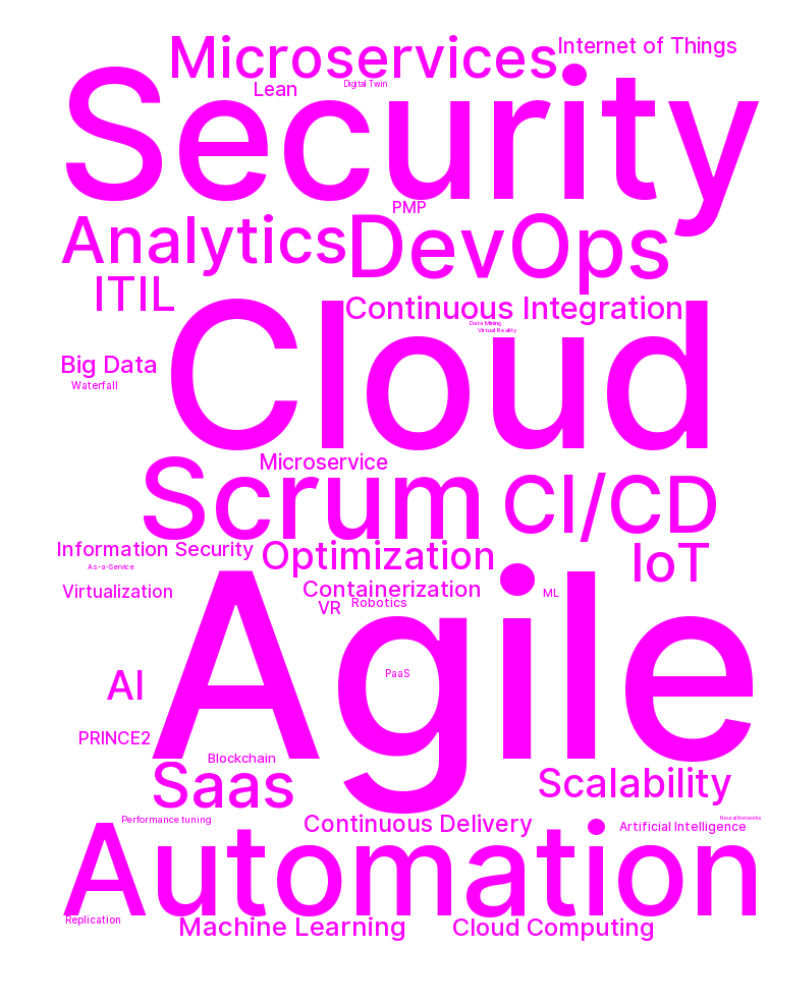 Microservices
Internet of Things
Lean
Digital Twin
Security
PMP
Analytics
DevOps
ITIL
Continuous Integration
Data Mining
Virtual Reality
Cloud
Big Data
Waterfall
Microservice
Scrum
CI/CD
Information Security
Optimization
IoT
As-a-Service
Virtualization
Containerization
ML
VR
Robotics
Agile
PaaS
AI
PRINCE2
Blockchain
Saas
Scalability
Performance tuning
Continuous Delivery
Artificial Intelligence
Neural Networks
Automation
Replication
Machine Learning
Cloud Computing